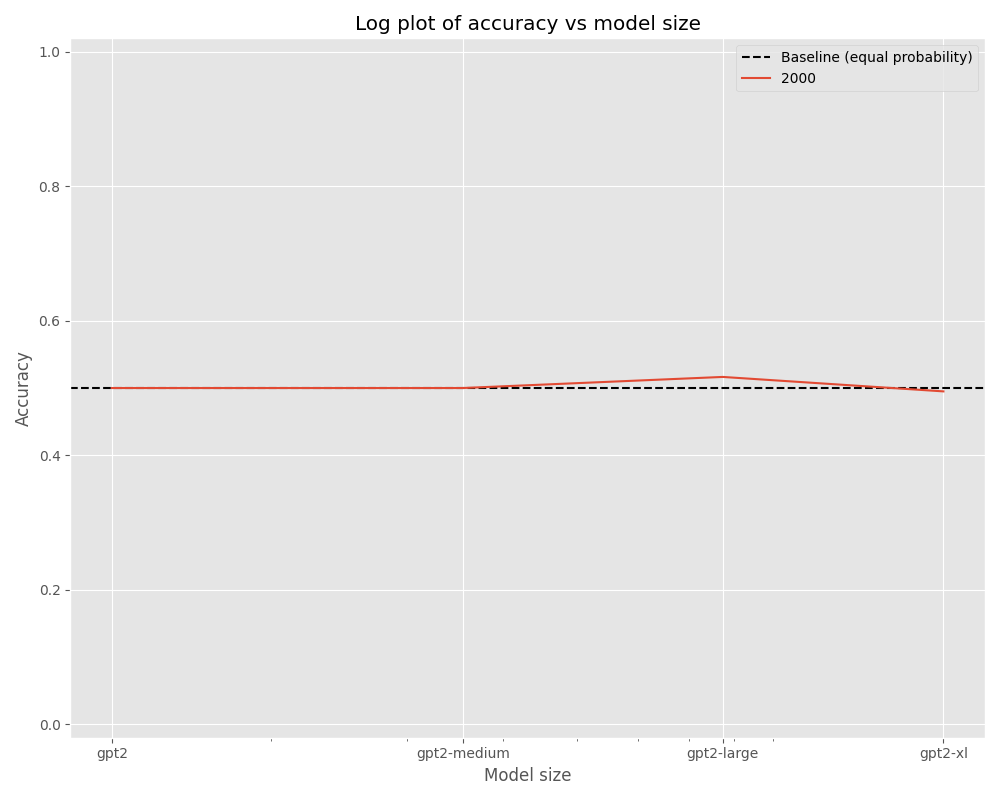 Log plot of accuracy vs model size
Baseline (equal probability)
2000
1.0
0.8
0.6
0.4
0.2
0.0
Accuracy
gpt2
gpt2-medium
gpt2-large
gpt2-xl
Model size